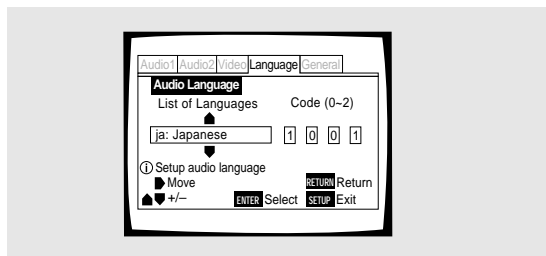 Audio1 Audio2 Video Language General
Audio Language
List of Languages Code (0~2)
ja: Japanese 1 0 0 1
i Setup audio language
Move RETURN Return
+/– ENTER Select SETUP Exit